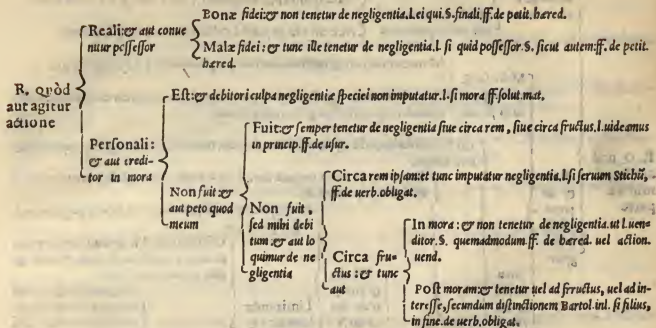 Bonæ fidei: & non tenetur de negligentia.l.ei qui.§.finali.ff.de petit.hæred.
Reali: & aut conue
nitur possessor
Malæ fidei: & tunc ille tenetur de negligentia.l. si quid possessor.§. sicut autem: ff. de petit.
hæred.
R. quòd
aut agitur
actione
Est: & debitori culpa negligentiæ speciei non imputatur.l.si mora ff.solut.mat.
Personali:
& aut credi-
tor in mora
Fuit: & semper tenetur de negligentia siue circa rem, siue circa fructus.l.uideamus
in princip.ff.de usur.
Non fuit: &
aut peto quod
meum
Circa rem ipsam: et tunc imputatur negligentia.l.si seruum Stichũ,
ff.de uerb.obligat.
Non fuit,
sed mihi debi
tum: & aut lo
quimur de ne
gligentia
In mora: & non tenetur de negligentia. ut l.uen-
ditor.§. quemadmodum.ff. de hæred. uel action.
uend.
Circa fru-
ctus: & tunc
aut
Post moram: & tenetur uel ad frructus, uel ad in-
teresse, secundum distinctionem Bartol.in l. si filius,
in fine.de uerb.obligat.